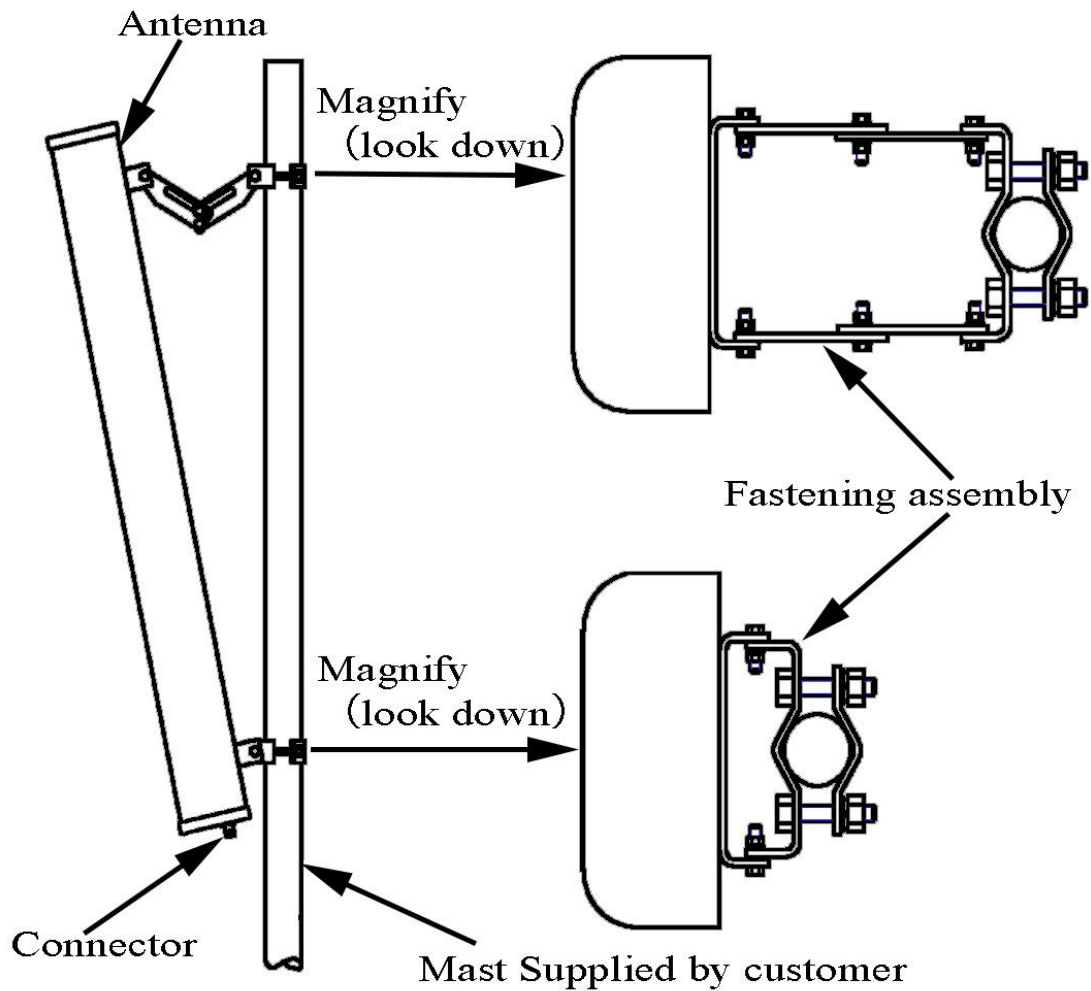 Antenna
Magnify
（look down）
Fastening assembly
Magnify
（look down）
Connector
Mast Supplied by customer